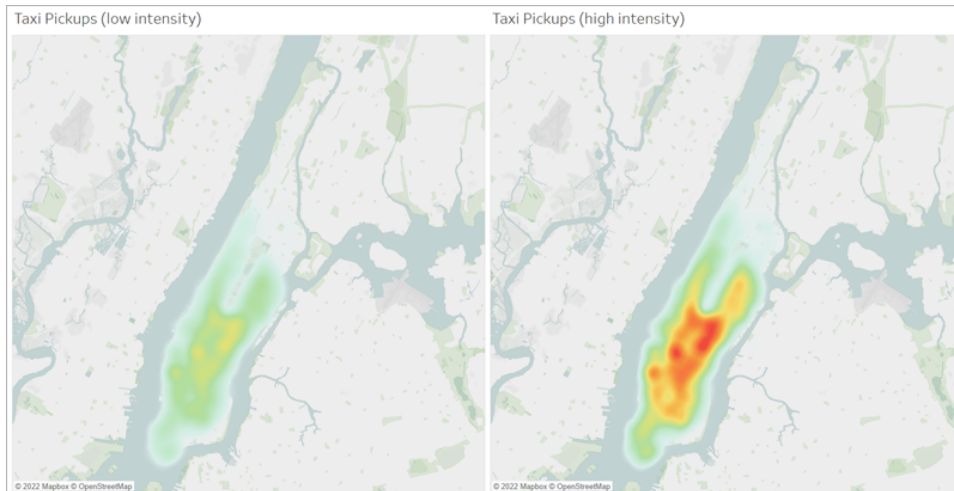 Taxi Pickups (low intensity)
Taxi Pickups (high intensity)
© 2022 Mapbox © OpenStreetMap
© 2022 Mapbox © OpenStreetMap